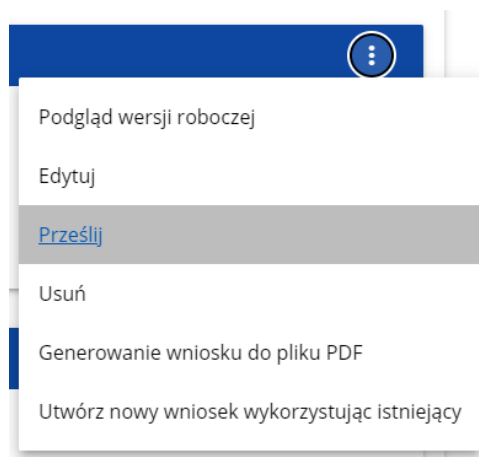 Podgląd wersji roboczej
Edytuj
Prześlij
Usuń
Generowanie wniosku do pliku PDF
Utwórz nowy wniosek wykorzystując istniejący